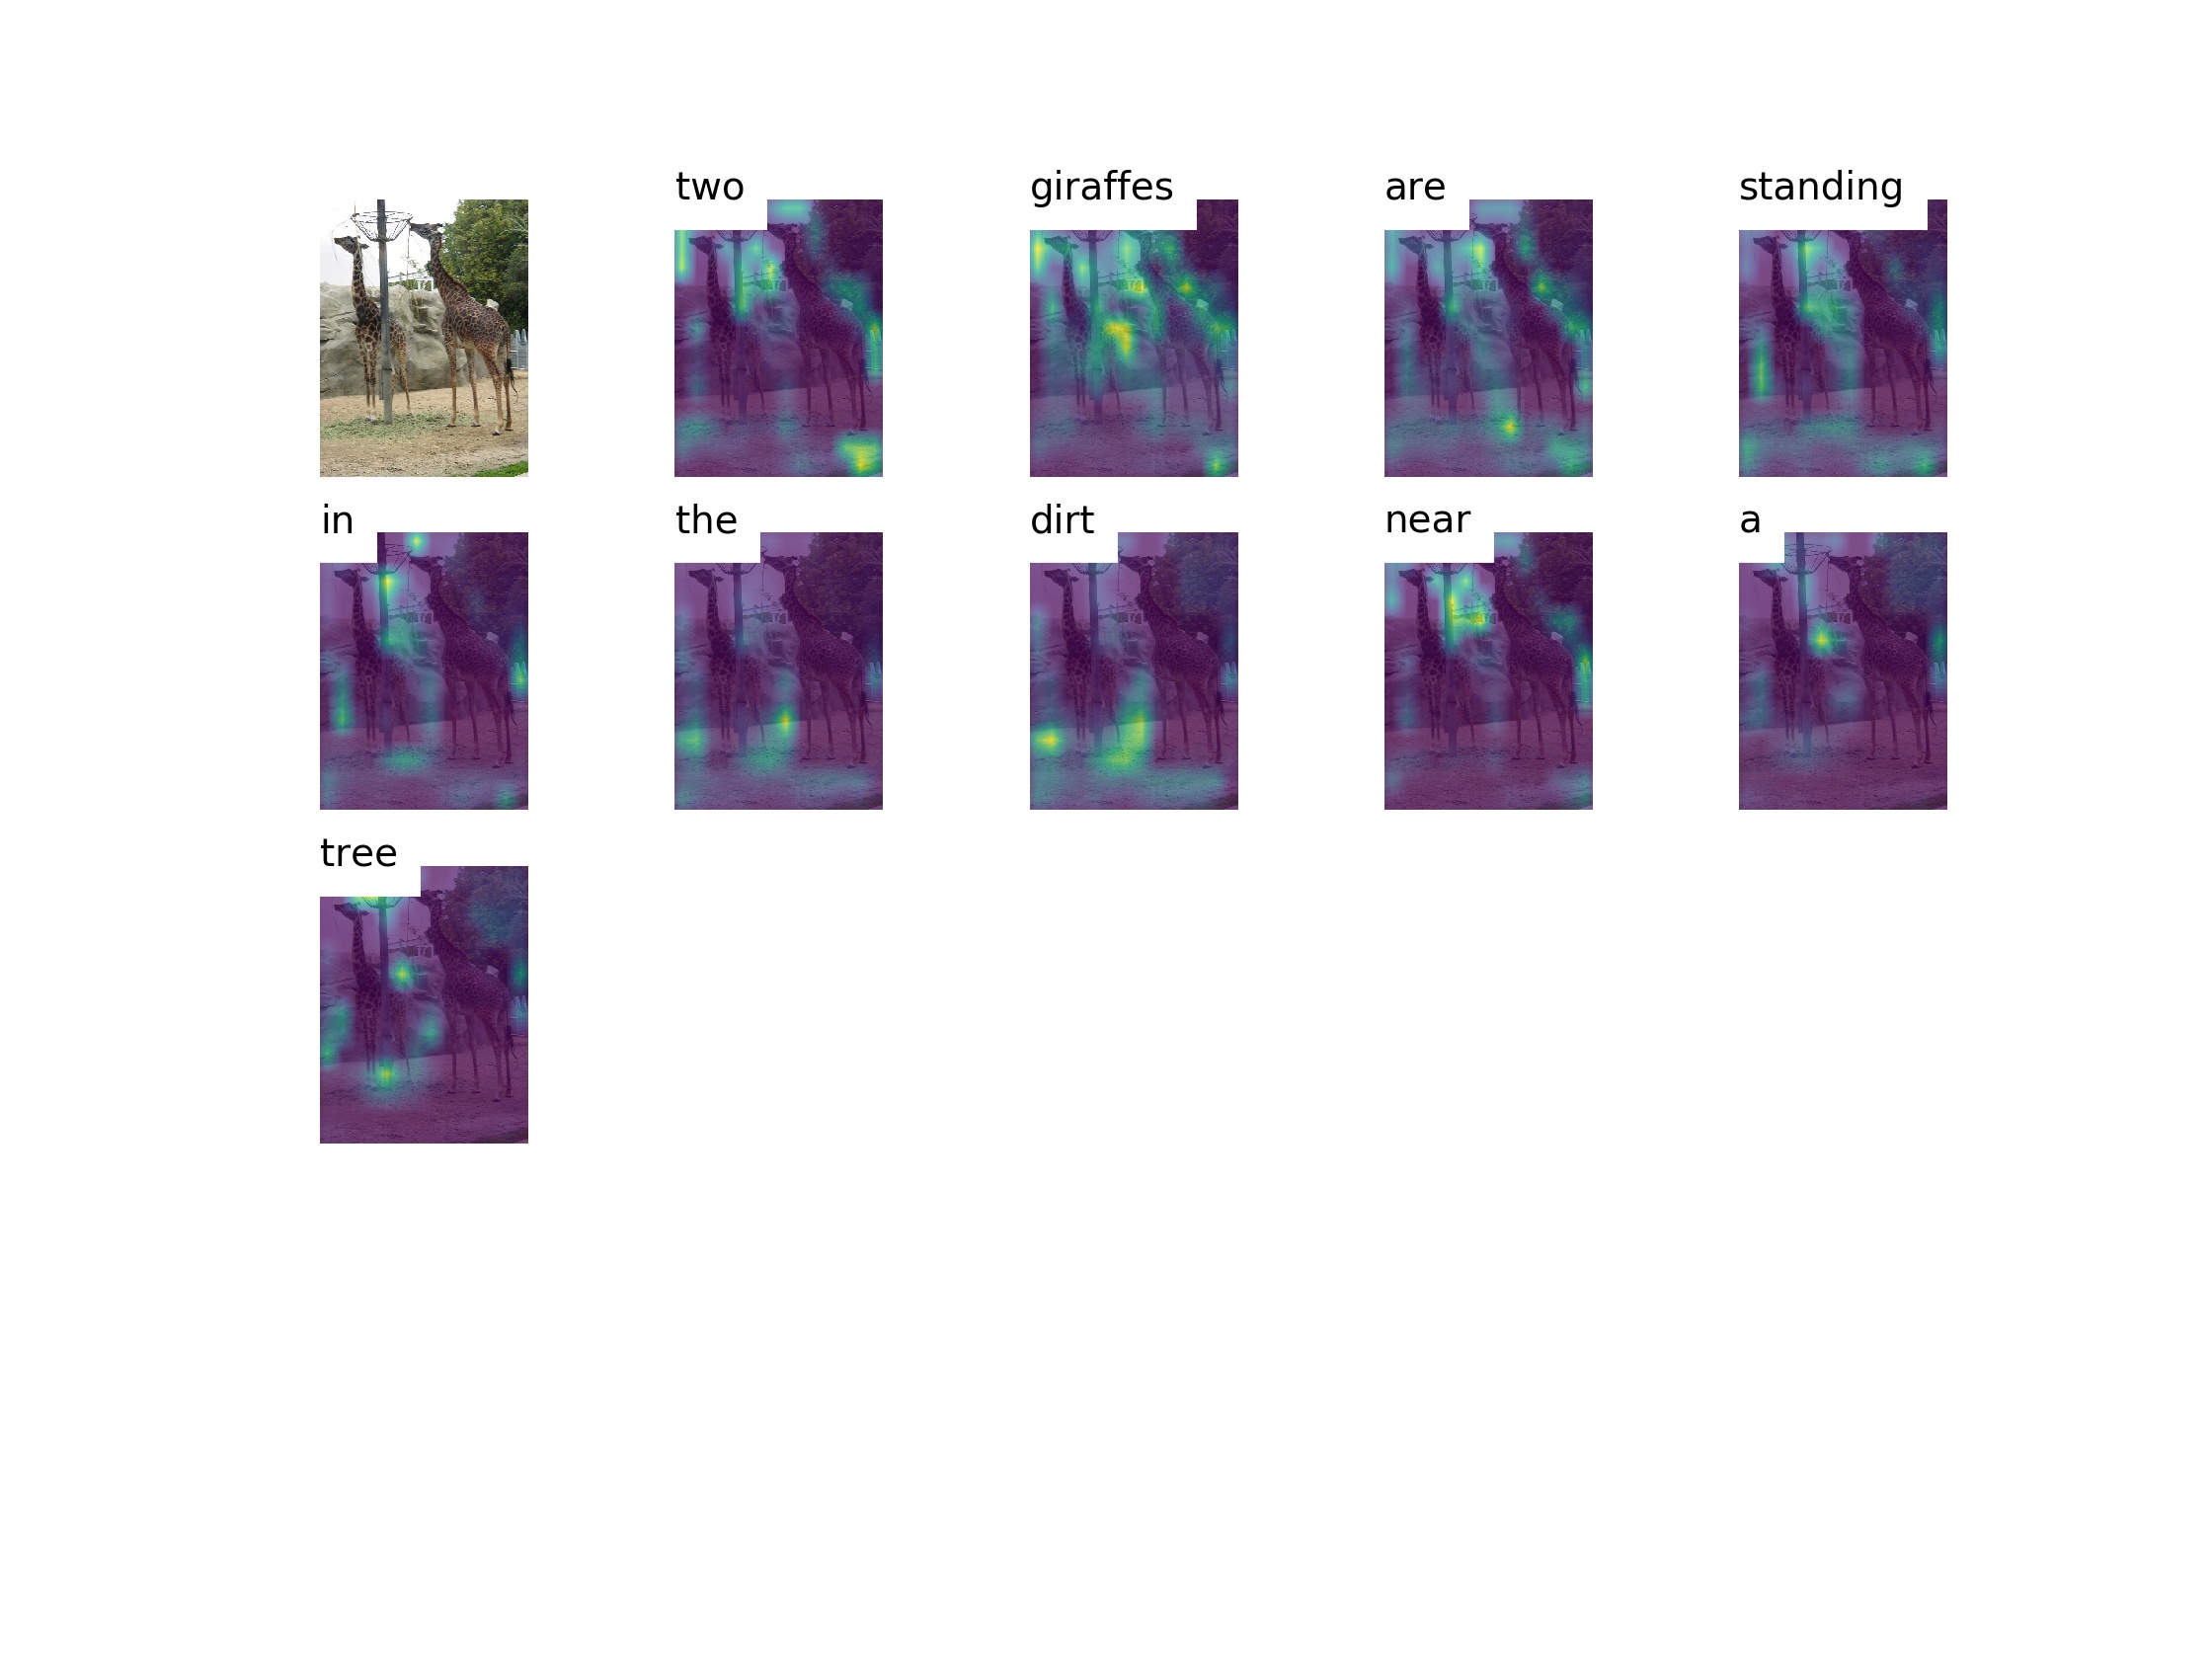 two giraffes are standing
in the dirt near a
tree